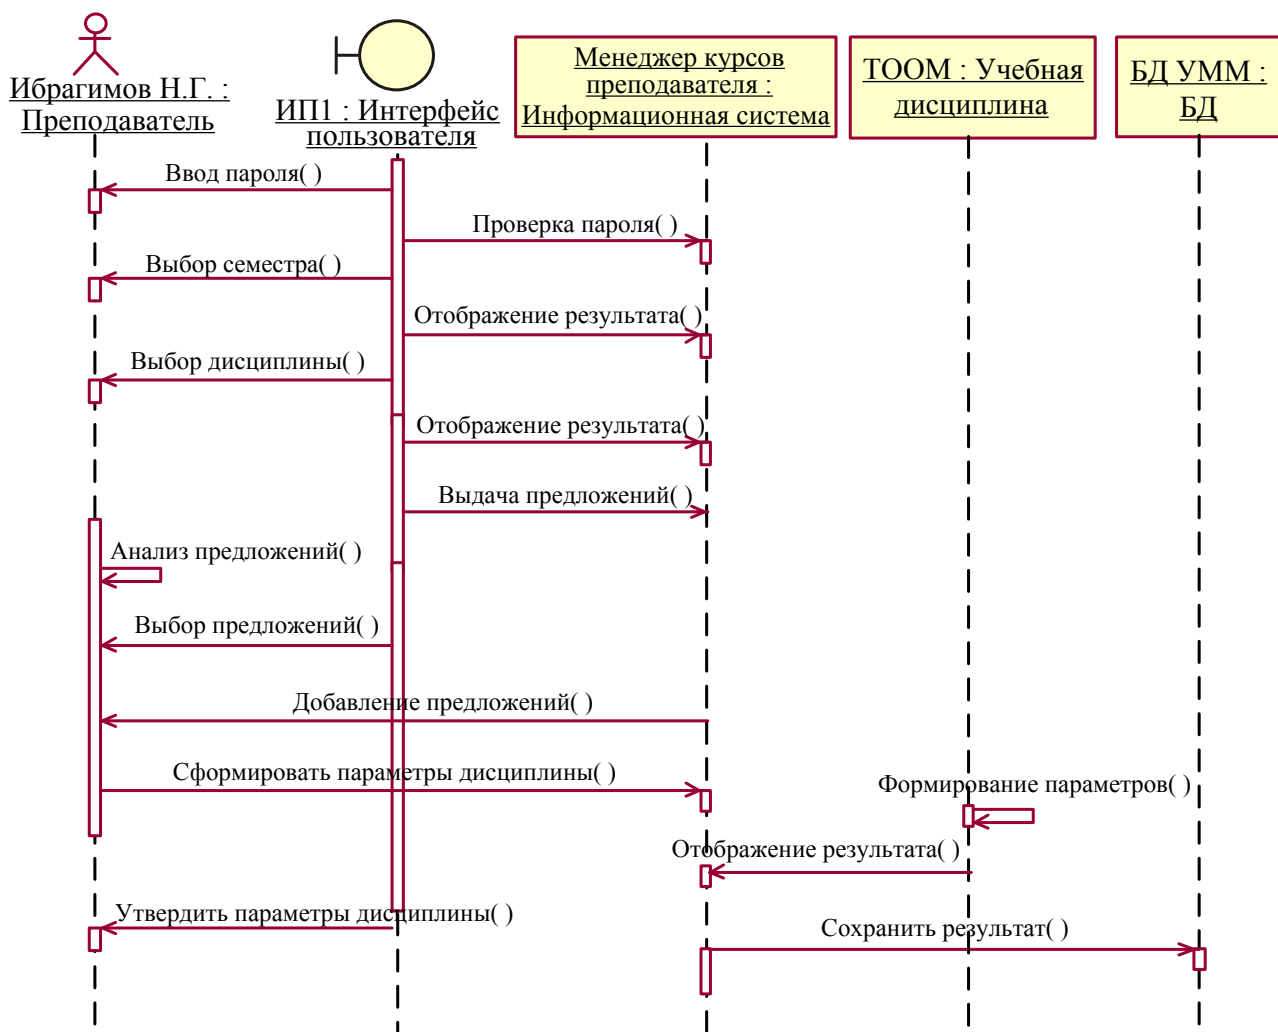 Ибрагимов Н.Г. :
Преподаватель
ИП1 : Интерфейс
пользователя
Менеджер курсов
преподавателя :
Информационная система
ТООМ : Учебная
дисциплина
БД УММ :
БД
Ввод пароля( )
Проверка пароля( )
Выбор семестра( )
Отображение результата( )
Выбор дисциплины( )
Отображение результата( )
Выдача предложений( )
Анализ предложений( )
Выбор предложений( )
Добавление предложений( )
Сформировать параметры дисциплины( )
Формирование параметров( )
Отображение результата( )
Утвердить параметры дисциплины( )
Сохранить результат( )